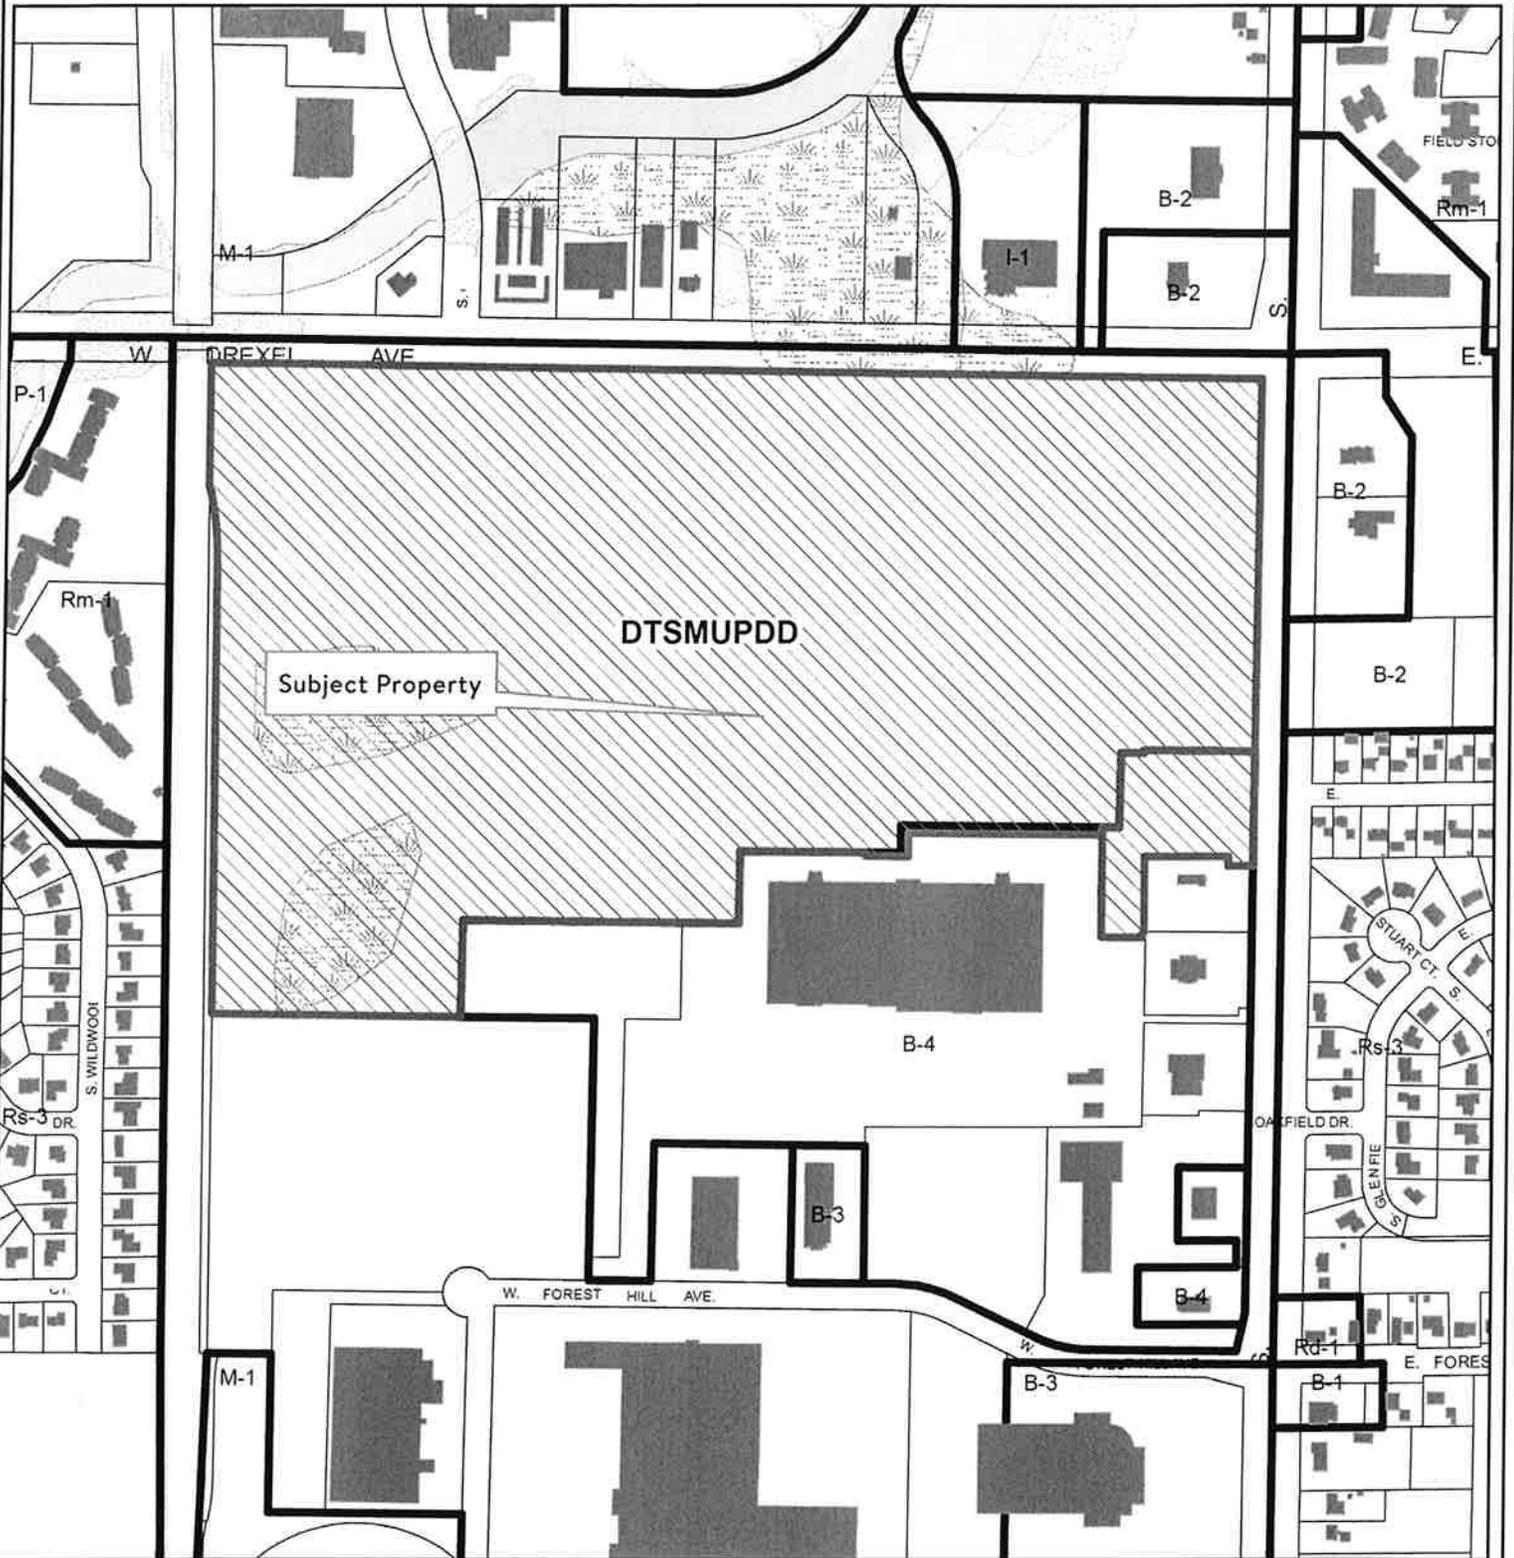 FIELD STO
B-2
Rm-1
M-1
I-1
B-2
S.
S.
W. DREXEL AVE
E.
P-1
B-2
Rm-1
DTSMUPDD
B-2
Subject Property
E.
STUART CT.
E.
S.
S. WILDWOOD
B-4
Rs-3
Rs-3 DR.
OAKFIELD DR.
S. GLENFIE
B-3
CT.
W. FOREST HILL AVE.
B-4
W.
Rd-1
S.
E. FORES
M-1
B-3
B-1